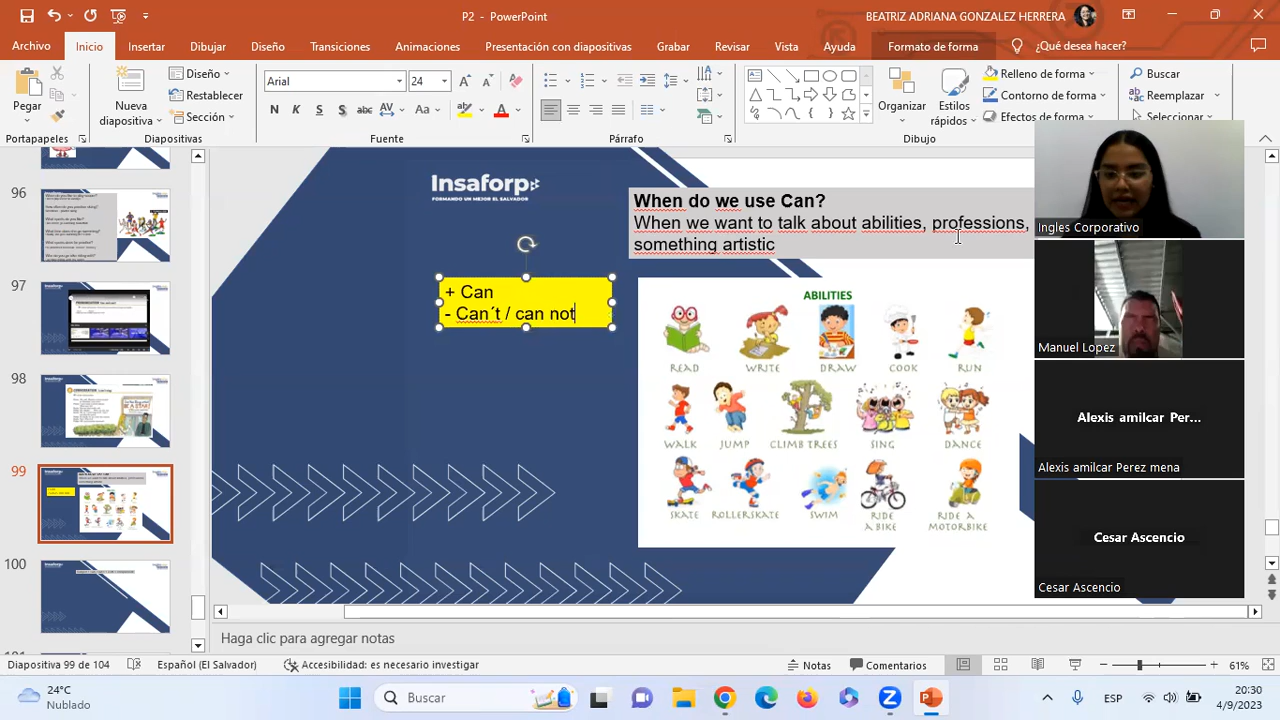 P2 - PowerPoint
BEATRIZ ADRIANA GONZALEZ HERRERA
Archivo
Inicio
Insertar
Dibujar
Diseño
Transiciones
Animaciones
Presentación con diapositivas
Grabar
Revisar
Vista
Ayuda
Formato de forma
¿Qué desea hacer?
Pegar
Nueva
diapositiva
Diseño
Restablecer
Sección
Arial
24
N
K
S
S
abc
AV
Aa
A
Organizar
Estilos
rápidos
Relleno de forma
Contorno de forma
Efectos de forma
Buscar
Reemplazar
Seleccionar
Portapapeles
Diapositivas
Fuente
Párrafo
Dibujo
96
97
98
99
100
Insaforp
FORMANDO UN MEJOR EL SALVADOR
When do we use Can?
When we want to talk about abilities, professions,
something artistic
+ Can
- Can´t / can not
ABILITIES
READ
WRITE
DRAW
COOK
RUN
WALK
JUMP
CLIMB TREES
SING
DANCE
SKATE
ROLLERSKATE
SWIM
RIDE
A BIKE
RIDE A
MOTORBIKE
Ingles Corporativo
Manuel Lopez
Alexis amilcar Per...
Cesar Ascencio
Cesar Ascencio
Haga clic para agregar notas
Diapositiva 99 de 104
Español (El Salvador)
Accesibilidad: es necesario investigar
Notas
Comentarios
61%
24°C
Nublado
Buscar
ESP
20:30
4/9/2023